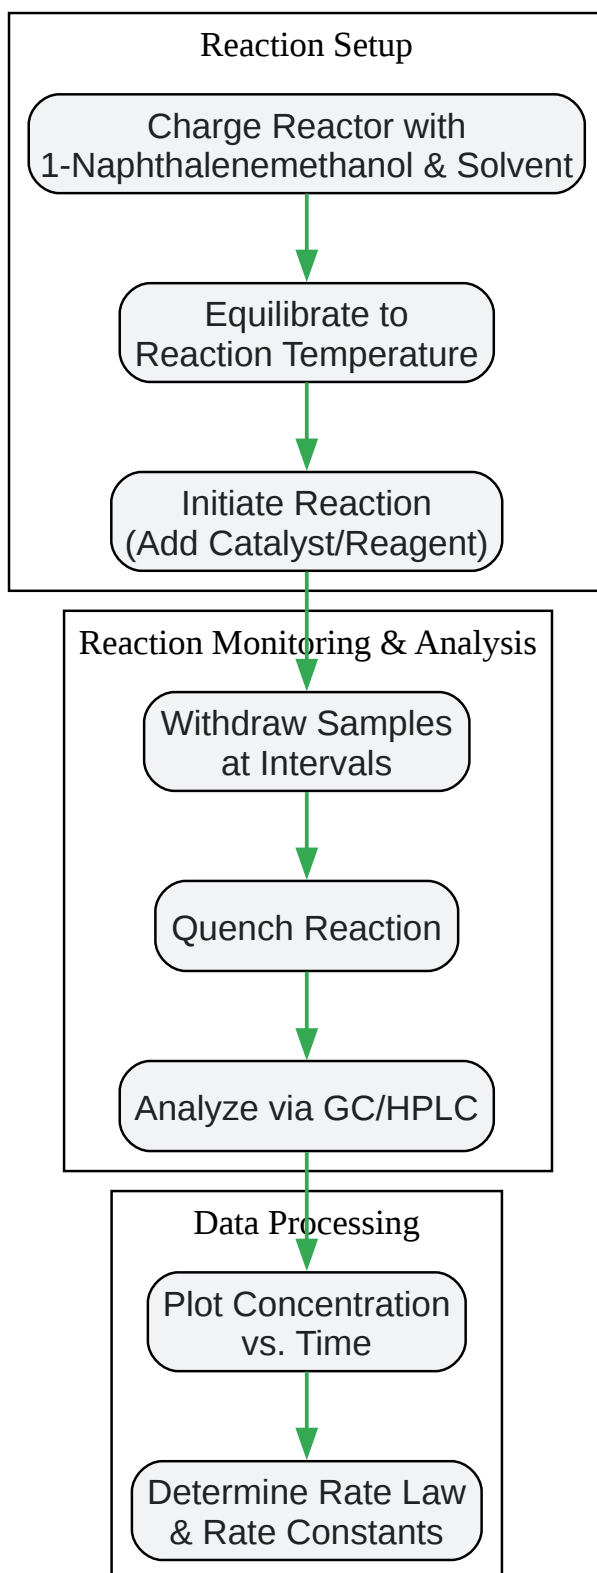 Reaction Setup
Charge Reactor with
1-Naphthalenemethanol & Solvent
Equilibrate to
Reaction Temperature
Initiate Reaction
(Add Catalyst/Reagent)
Reaction Monitoring & Analysis
Withdraw Samples
at Intervals
Quench Reaction
Analyze via GC/HPLC
Data Processing
Plot Concentration
vs. Time
Determine Rate Law
& Rate Constants